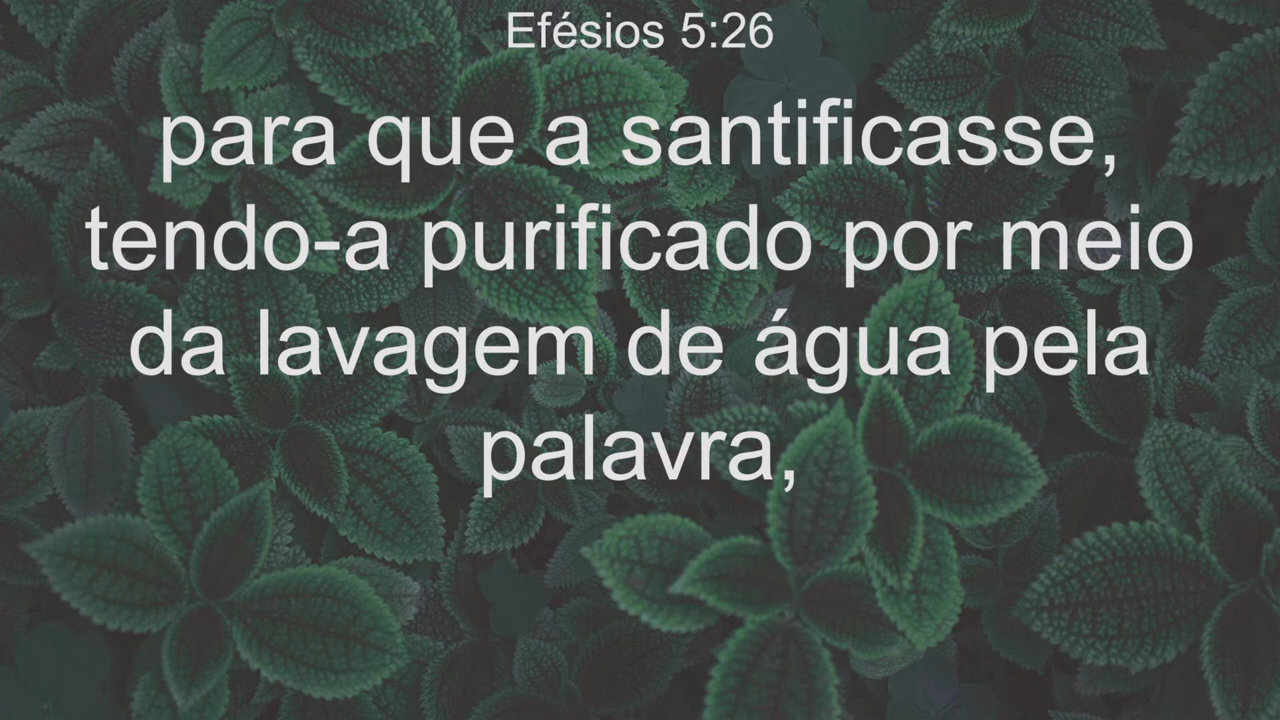 Efésios 5:26
para que a santificasse,
tendo-a purificado por meio
da lavagem de água pela
palavra,